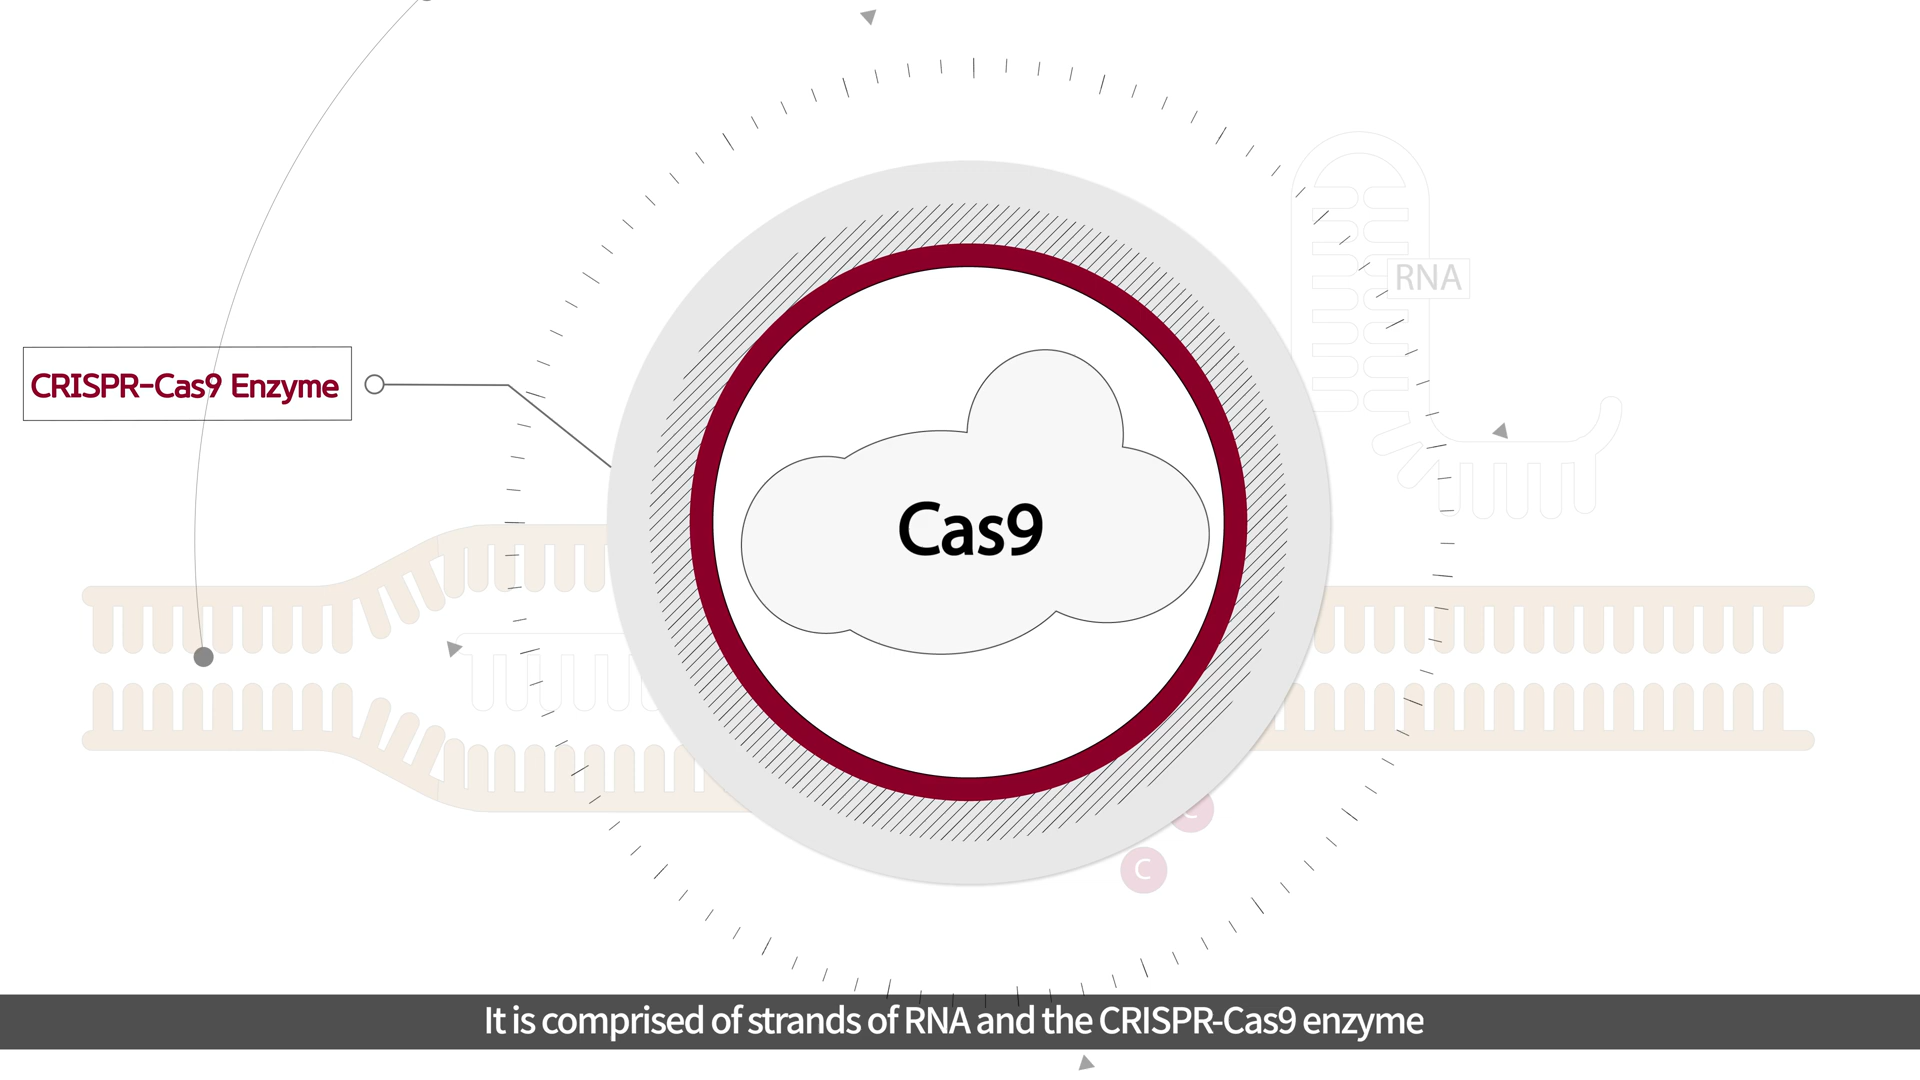 RNA
CRISPR-Cas9 Enzyme
Cas9
C
C
It is comprised of strands of RNA and the CRISPR-Cas9 enzyme